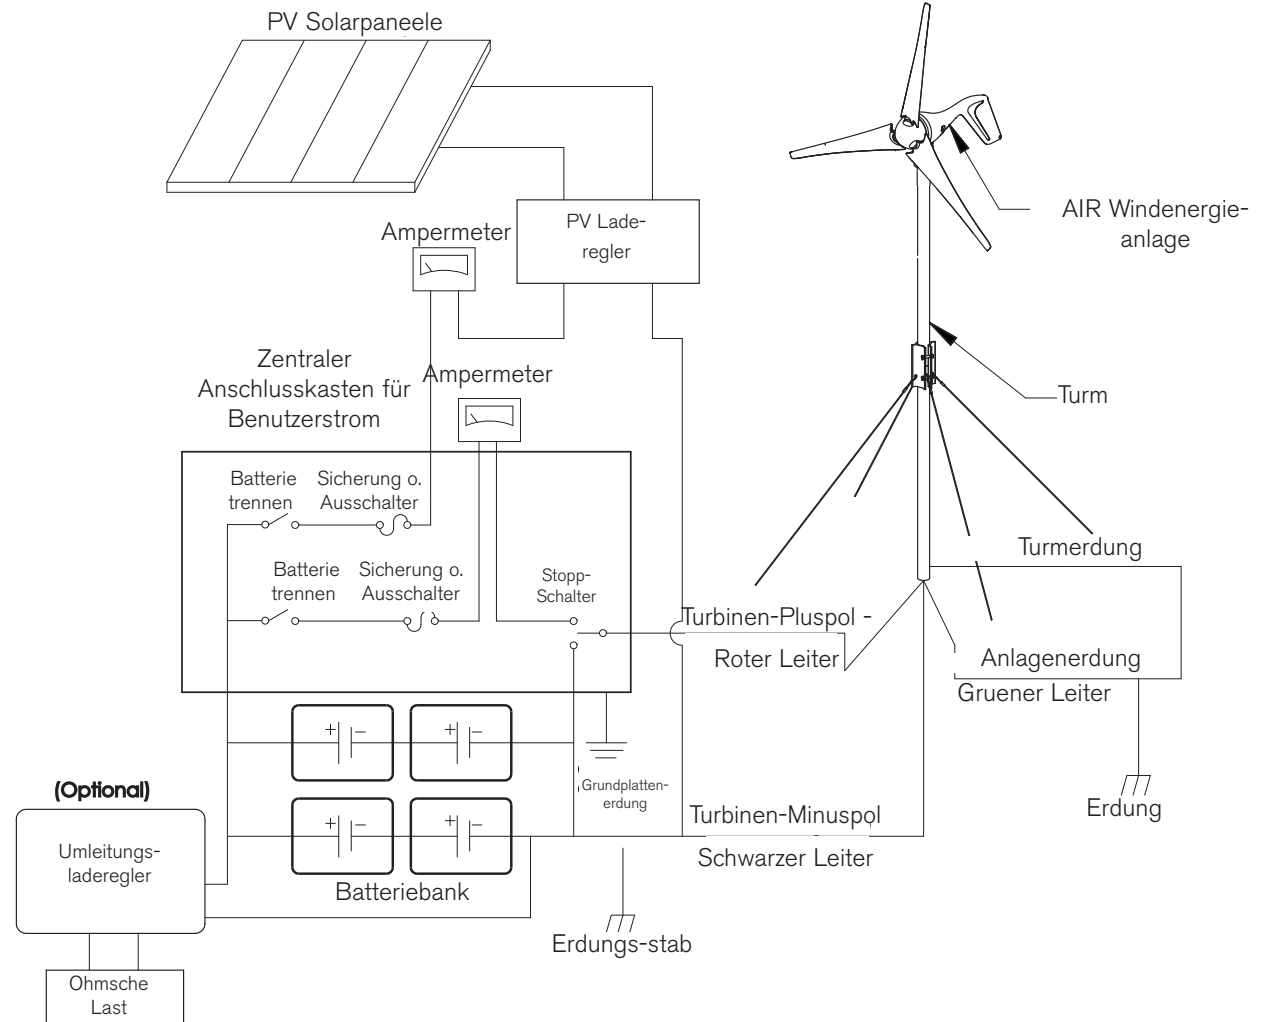 PV Solarpaneele
AIR Windenergie-
anlage
PV Lade-
regler
Ampermeter
Zentraler
Anschlusskasten für
Benutzerstrom
Ampermeter
Turm
Batterie
trennen
Sicherung o.
Ausschalter
Batterie
trennen
Sicherung o.
Ausschalter
Stopp-
Schalter
Turmerdung
Turbinen-Pluspol -
Roter Leiter
Anlagenerdung
Gruener Leiter
+ −
+ −
Grundplatten-
erdung
(Optional)
Umleitungs-
laderegler
+ −
+ −
Batteriebank
Turbinen-Minuspol
Schwarzer Leiter
Erdung
Erdungs-stab
Ohmsche
Last